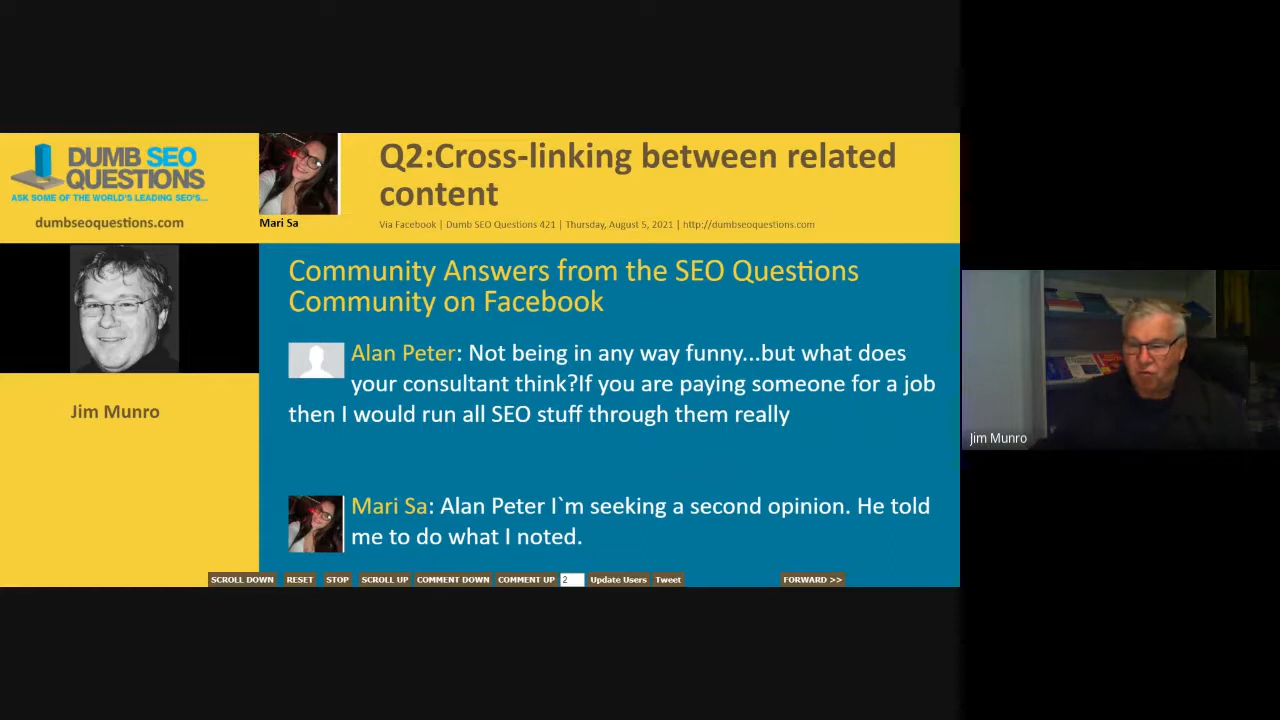 DUMB SEO
QUESTIONS
ASK SOME OF THE WORLD'S LEADING SEO'S...
dumbseoquestions.com
Mari Sa
Q2:Cross-linking between related
content
Via Facebook | Dumb SEO Questions 421 | Thursday, August 5, 2021 | http://dumbseoquestions.com
Jim Munro
Community Answers from the SEO Questions
Community on Facebook
Alan Peter: Not being in any way funny...but what does
your consultant think?If you are paying someone for a job
then I would run all SEO stuff through them really
Mari Sa: Alan Peter I`m seeking a second opinion. He told
me to do what I noted.
SCROLL DOWN RESET STOP SCROLL UP COMMENT DOWN COMMENT UP 2 Update Users Tweet FORWARD >>
Jim Munro